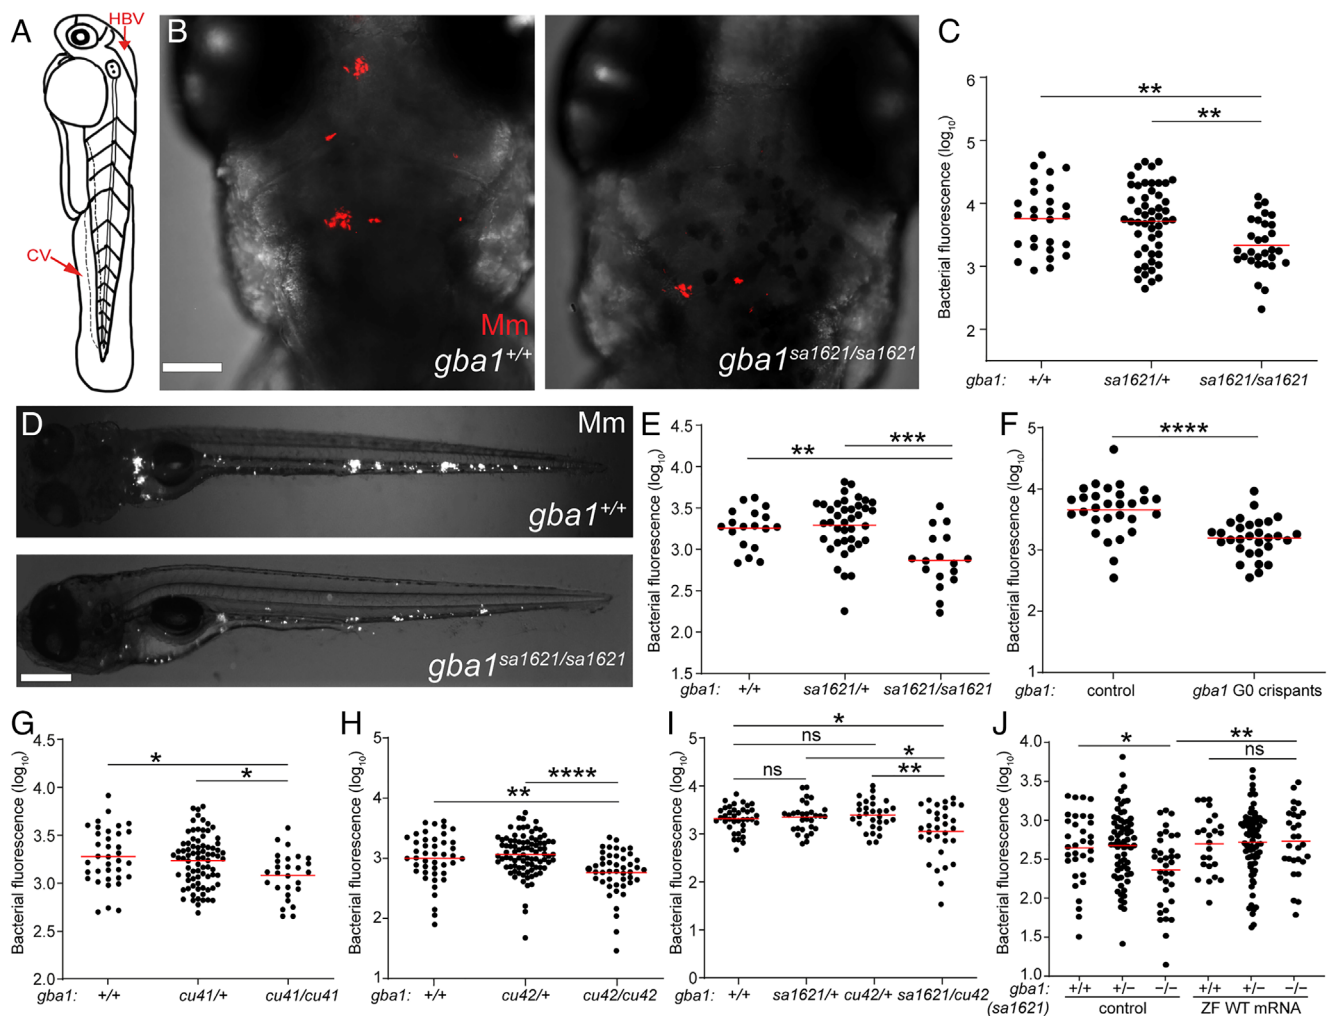 A
HBV
CV
B
Mm
gba1+/+
gba1sa1621/sa1621
C
Bacterial fluorescence (log10)
6
5
4
3
2
**
**
gba1: +/+ sa1621/+ sa1621/sa1621
D
Mm
gba1+/+
gba1sa1621/sa1621
E
Bacterial fluorescence (log10)
4.5
4.0
3.5
3.0
2.5
2.0
1.5
**
***
gba1: +/+ sa1621/+ sa1621/sa1621
F
Bacterial fluorescence (log10)
5
4
3
2
1
****
gba1: control gba1 G0 crispants
G
Bacterial fluorescence (log10)
4.5
4.0
3.5
3.0
2.5
2.0
*
*
gba1: +/+ cu41/+ cu41/cu41
H
Bacterial fluorescence (log10)
5
4
3
2
1
****
**
gba1: +/+ cu42/+ cu42/cu42
I
Bacterial fluorescence (log10)
5
4
3
2
1
0
*
ns
*
ns
**
gba1: +/+ sa1621/+ cu42/+ sa1621/cu42
J
Bacterial fluorescence (log10)
4.0
3.5
3.0
2.5
2.0
1.5
1.0
*
**
ns
gba1: +/+ +/− −/− +/+ +/− −/−
(sa1621) control ZF WT mRNA